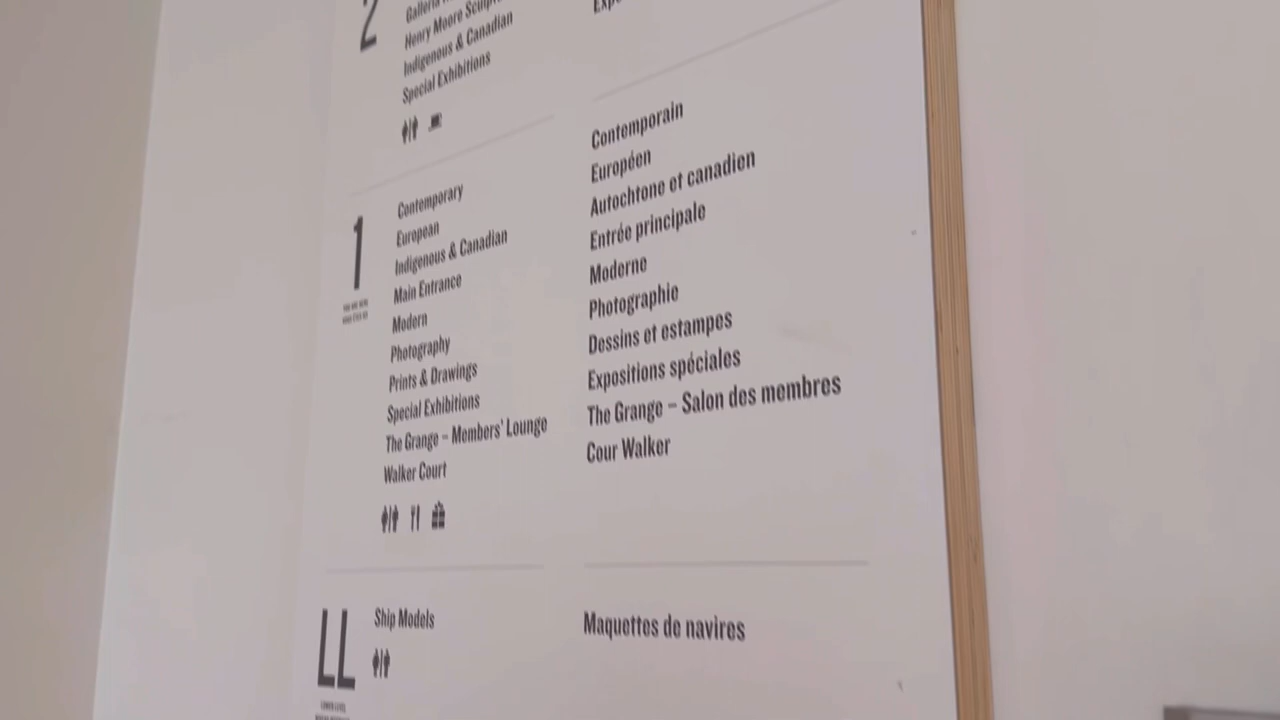 2
Galleria
Henry Moore
Indigenous & Canadian
Special Exhibitions
1
Contemporary
European
Indigenous & Canadian
Main Entrance
Modern
Photography
Prints & Drawings
Special Exhibitions
The Grange – Members' Lounge
Walker Court
Contemporain
Européen
Autochtone et canadien
Entrée principale
Moderne
Photographie
Dessins et estampes
Expositions spéciales
The Grange – Salon des membres
Cour Walker
LL
Ship Models
Maquettes de navires